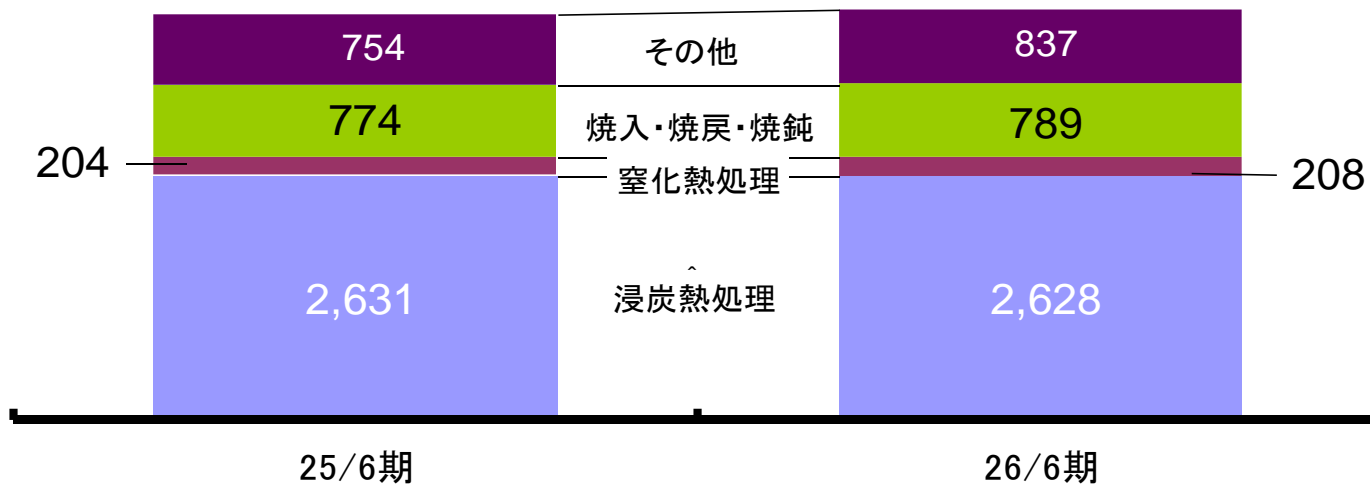 754
その他
837
774
焼入・焼戻・焼鈍
789
204
窒化熱処理
208
2,631
^
浸炭熱処理
2,628
25/6期
26/6期